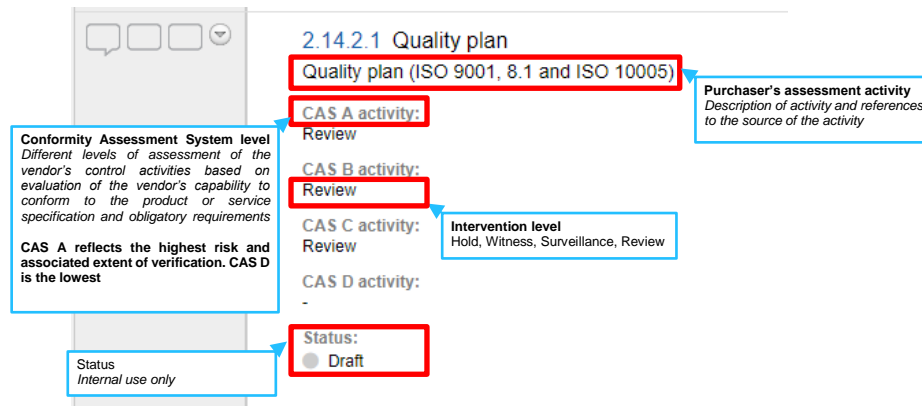 2.14.2.1 Quality plan
Quality plan (ISO 9001, 8.1 and ISO 10005)
Purchaser's assessment activity
Description of activity and references
to the source of the activity
CAS A activity:
Review
Conformity Assessment System level
Different levels of assessment of the
vendor's control activities based on
evaluation of the vendor's capability to
conform to the product or service
specification and obligatory requirements
CAS A reflects the highest risk and
associated extent of verification. CAS D
is the lowest
CAS B activity:
Review
Intervention level
Hold, Witness, Surveillance, Review
CAS C activity:
Review
CAS D activity:
-
Status:
Draft
Status
Internal use only